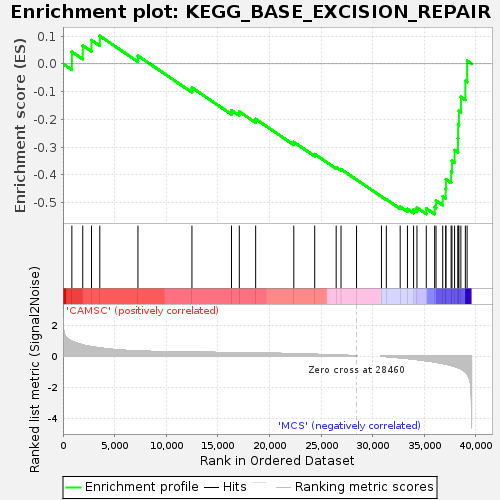 Enrichment plot: KEGG_BASE_EXCISION_REPAIR
Enrichment score (ES)
0.1
0.0
-0.1
-0.2
-0.3
-0.4
-0.5
'CAMSC' (positively correlated)
Ranked list metric (Signal2Noise)
2
0
-2
-4
Zero cross at 28460
'MCS' (negatively correlated)
0
5,000
10,000
15,000
20,000
25,000
30,000
35,000
40,000
Rank in Ordered Dataset
Enrichment profile
Hits
Ranking metric scores